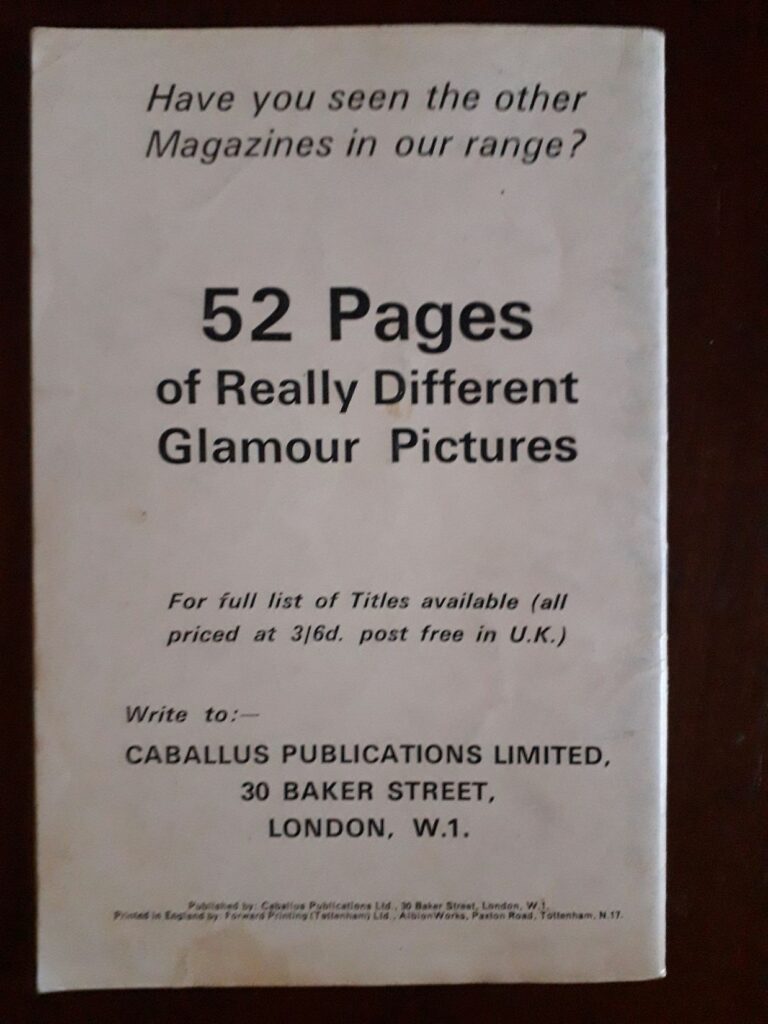 Have you seen the other
Magazines in our range?
52 Pages
of Really Different
Glamour Pictures
For full list of Titles available (all
priced at 3/6d. post free in U.K.)
Write to:—
CABALLUS PUBLICATIONS LIMITED,
30 BAKER STREET,
LONDON, W.1.
Published by: Caballus Publications Ltd., 30 Baker Street, London, W.1.
Printed in England by: Forward Printing (Tottenham) Ltd., Albion Works, Paxton Road, Tottenham, N.17.